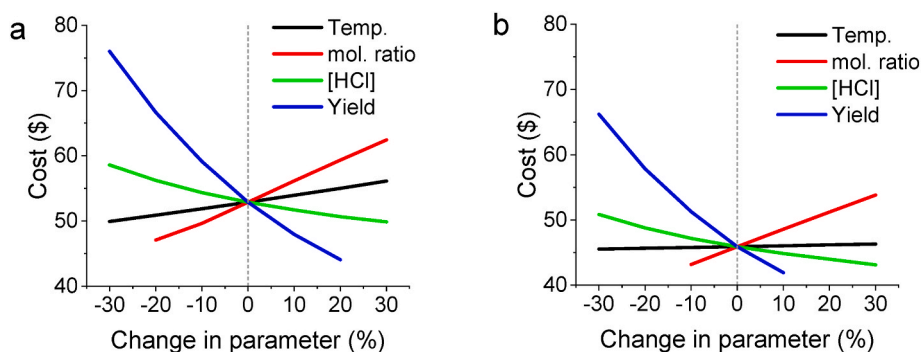 a
80
70
60
50
40
Cost ($)
Temp.
mol. ratio
[HCl]
Yield
-30 -20 -10 0 10 20 30
Change in parameter (%)
b
80
70
60
50
40
Cost ($)
Temp.
mol. ratio
[HCl]
Yield
-30 -20 -10 0 10 20 30
Change in parameter (%)